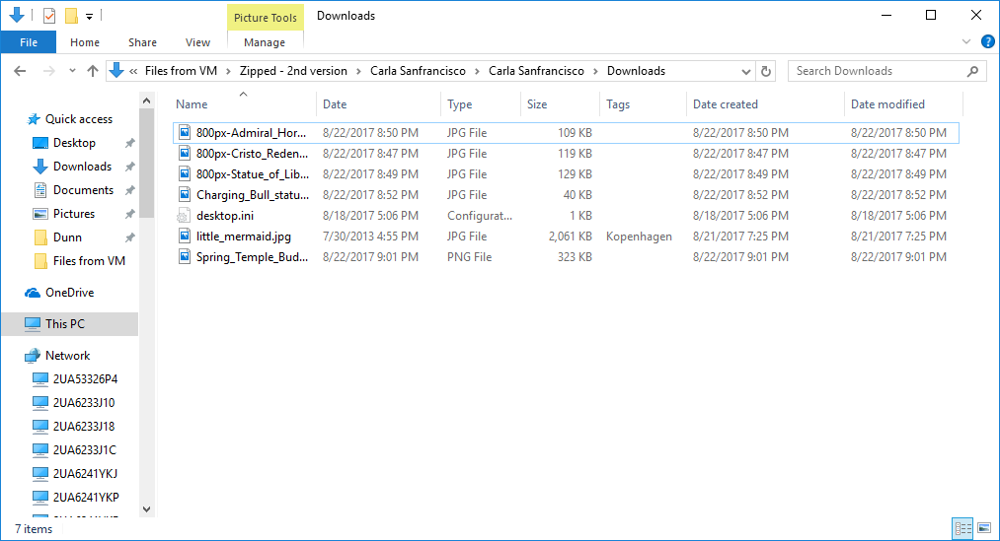 Picture Tools Downloads
File Home Share View Manage
Files from VM Zipped - 2nd version Carla Sanfrancisco Carla Sanfrancisco Downloads Search Downloads
Quick access
Desktop
Downloads
Documents
Pictures
Dunn
Files from VM
OneDrive
This PC
Network
2UA53326P4
2UA6233J10
2UA6233J18
2UA6233J1C
2UA6241YKJ
2UA6241YKP
Name Date Type Size Tags Date created Date modified
800px-Admiral_Hor... 8/22/2017 8:50 PM JPG File 109 KB 8/22/2017 8:50 PM 8/22/2017 8:50 PM
800px-Cristo_Reden... 8/22/2017 8:47 PM JPG File 119 KB 8/22/2017 8:47 PM 8/22/2017 8:47 PM
800px-Statue_of_Lib... 8/22/2017 8:49 PM JPG File 129 KB 8/22/2017 8:49 PM 8/22/2017 8:49 PM
Charging_Bull_statu... 8/22/2017 8:52 PM JPG File 40 KB 8/22/2017 8:52 PM 8/22/2017 8:52 PM
desktop.ini 8/18/2017 5:06 PM Configurat... 1 KB 8/18/2017 5:06 PM 8/18/2017 5:06 PM
little_mermaid.jpg 7/30/2013 4:55 PM JPG File 2,061 KB Kopenhagen 8/21/2017 7:25 PM 8/21/2017 7:25 PM
Spring_Temple_Bud... 8/22/2017 9:01 PM PNG File 323 KB 8/22/2017 9:01 PM 8/22/2017 9:01 PM
7 items